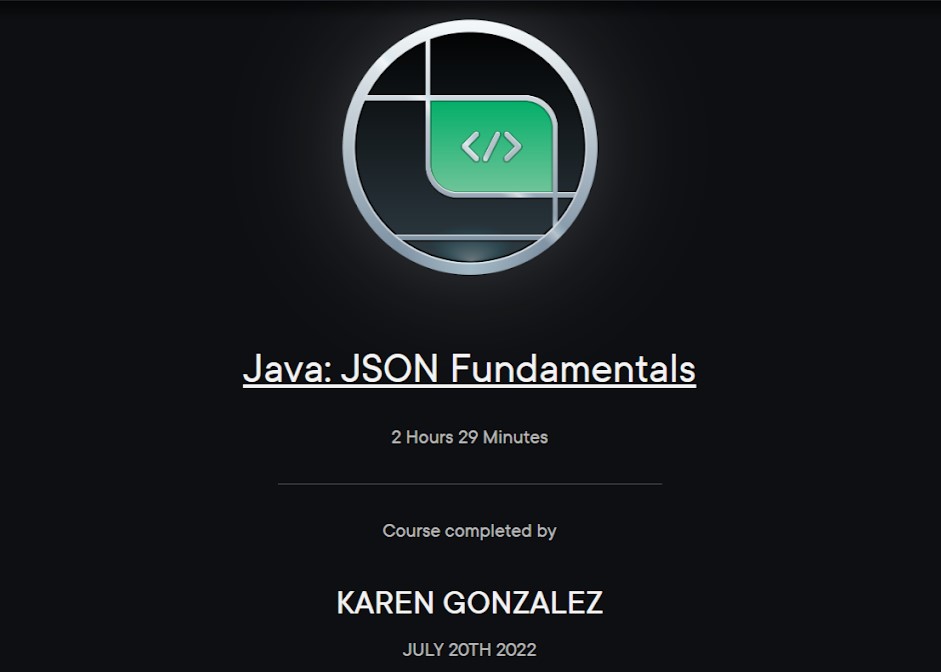 </>
Java: JSON Fundamentals
2 Hours 29 Minutes
Course completed by
KAREN GONZALEZ
JULY 20TH 2022